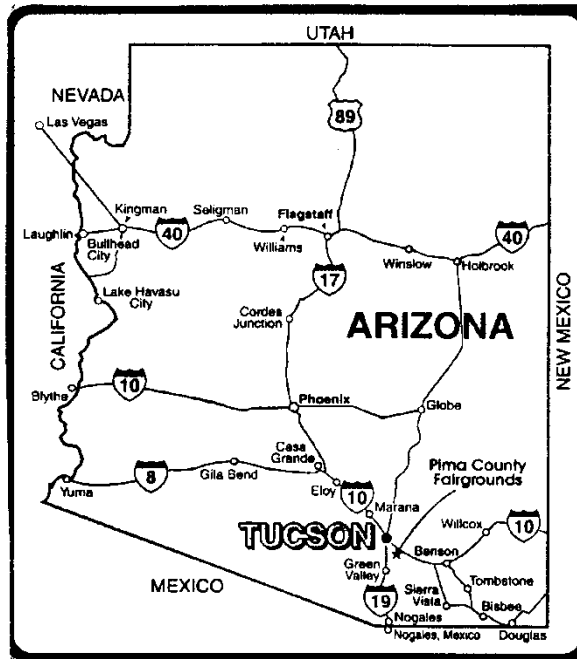 UTAH
NEVADA
Las Vegas
89
Kingman
Seligman
Flagstaff
Laughlin
Bullhead
City
40
Williams
40
Winslow
Holbrook
17
Lake Havasu
City
CALIFORNIA
Cordes
Junction
ARIZONA
NEW MEXICO
Blythe
10
Phoenix
Globe
Casa
Grande
Pima County
Fairgrounds
Yuma
8
Gila Bend
Eloy
10
Marana
Willcox
10
TUCSON
Benson
Green
Valley
MEXICO
Tombstone
Sierra
Vista
19
Bisbee
Nogales
Nogales, Mexico
Douglas